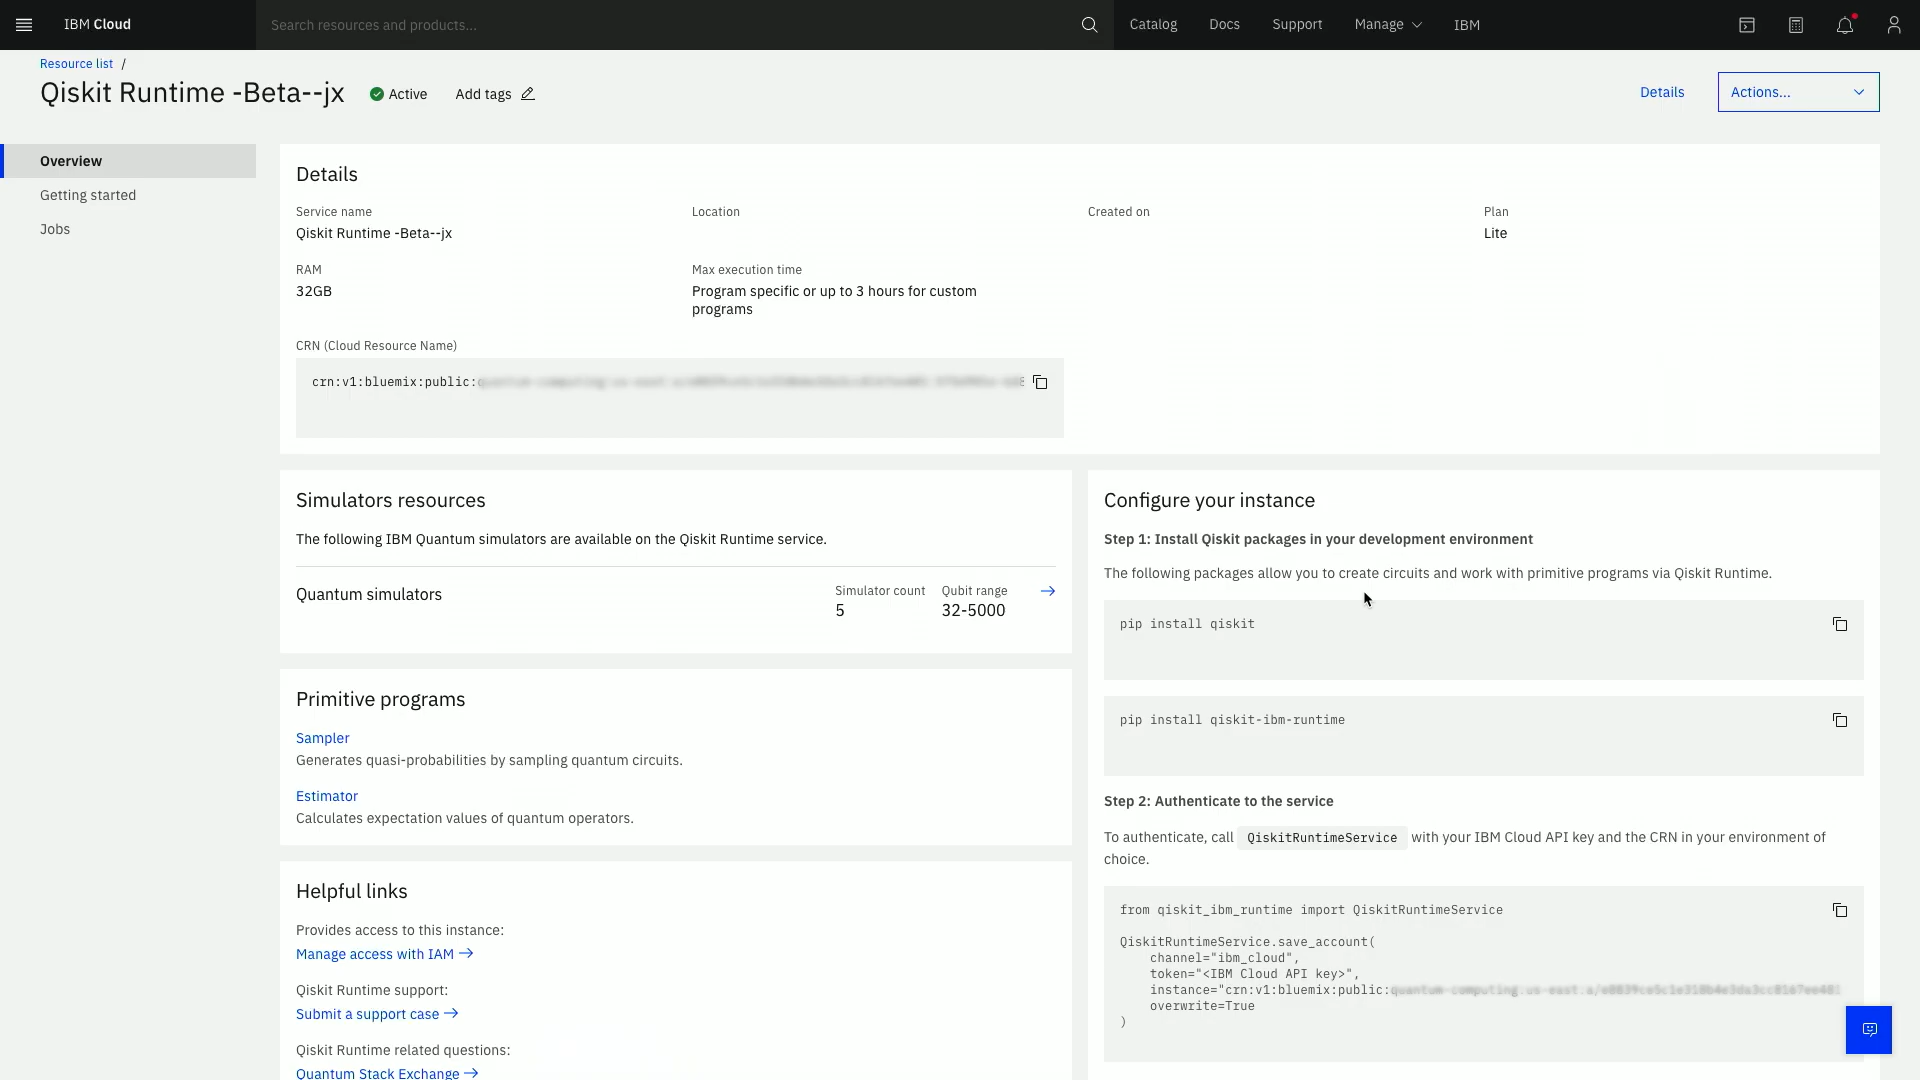 IBM Cloud
Search resources and products...
Catalog
Docs
Support
Manage
IBM
Resource list /
Qiskit Runtime -Beta--jx
Active
Add tags
Details
Actions...
Overview
Getting started
Jobs
Details
Service name
Qiskit Runtime -Beta--jx
Location
Created on
Plan
Lite
RAM
32GB
Max execution time
Program specific or up to 3 hours for custom
programs
CRN (Cloud Resource Name)
crn:v1:bluemix:public:
Simulators resources
The following IBM Quantum simulators are available on the Qiskit Runtime service.
Quantum simulators
Simulator count
5
Qubit range
32-5000
Primitive programs
Sampler
Generates quasi-probabilities by sampling quantum circuits.
Estimator
Calculates expectation values of quantum operators.
Helpful links
Provides access to this instance:
Manage access with IAM →
Qiskit Runtime support:
Submit a support case →
Qiskit Runtime related questions:
Quantum Stack Exchange →
Configure your instance
Step 1: Install Qiskit packages in your development environment
The following packages allow you to create circuits and work with primitive programs via Qiskit Runtime.
pip install qiskit
pip install qiskit-ibm-runtime
Step 2: Authenticate to the service
To authenticate, call QiskitRuntimeService with your IBM Cloud API key and the CRN in your environment of
choice.
from qiskit_ibm_runtime import QiskitRuntimeService
QiskitRuntimeService.save_account(
channel="ibm_cloud",
token="<IBM Cloud API key>",
instance="crn:v1:bluemix:public:
overwrite=True
)